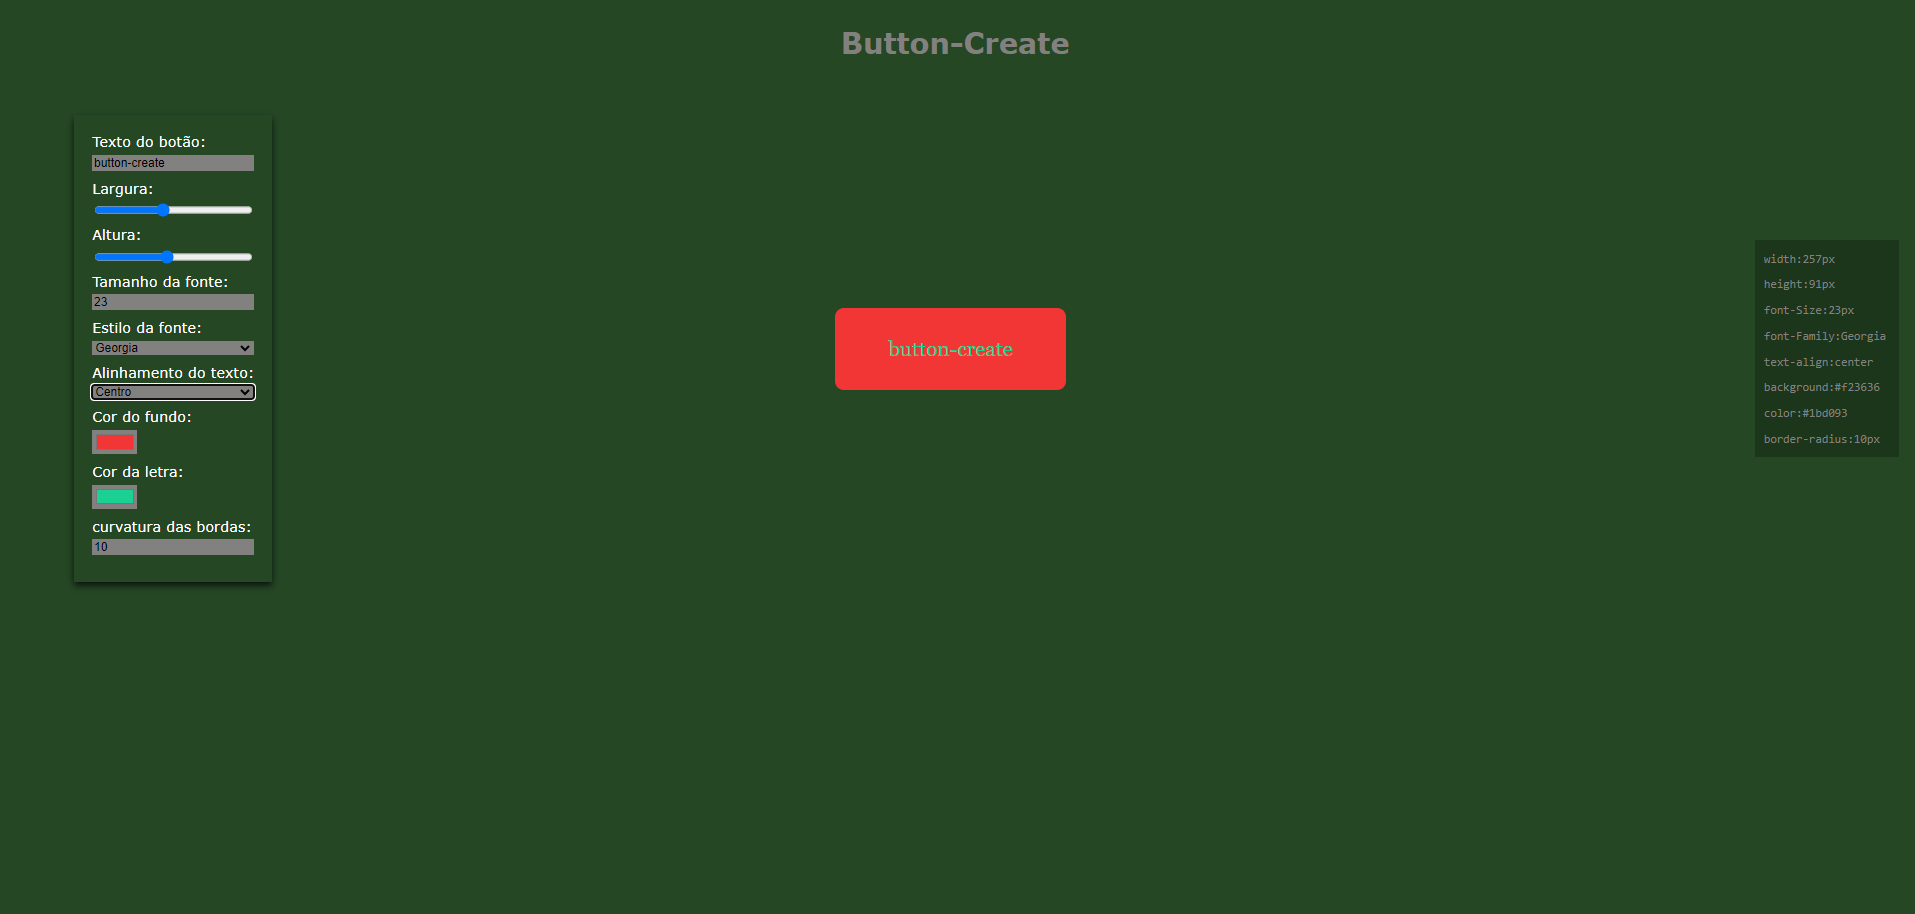 Button-Create
Texto do botão:
button-create
Largura:
Altura:
Tamanho da fonte:
23
Estilo da fonte:
Georgia
Alinhamento do texto:
Centro
Cor do fundo:
Cor da letra:
curvatura das bordas:
10
button-create
width:257px
height:91px
font-Size:23px
font-Family:Georgia
text-align:center
background:#f23636
color:#1bd093
border-radius:10px